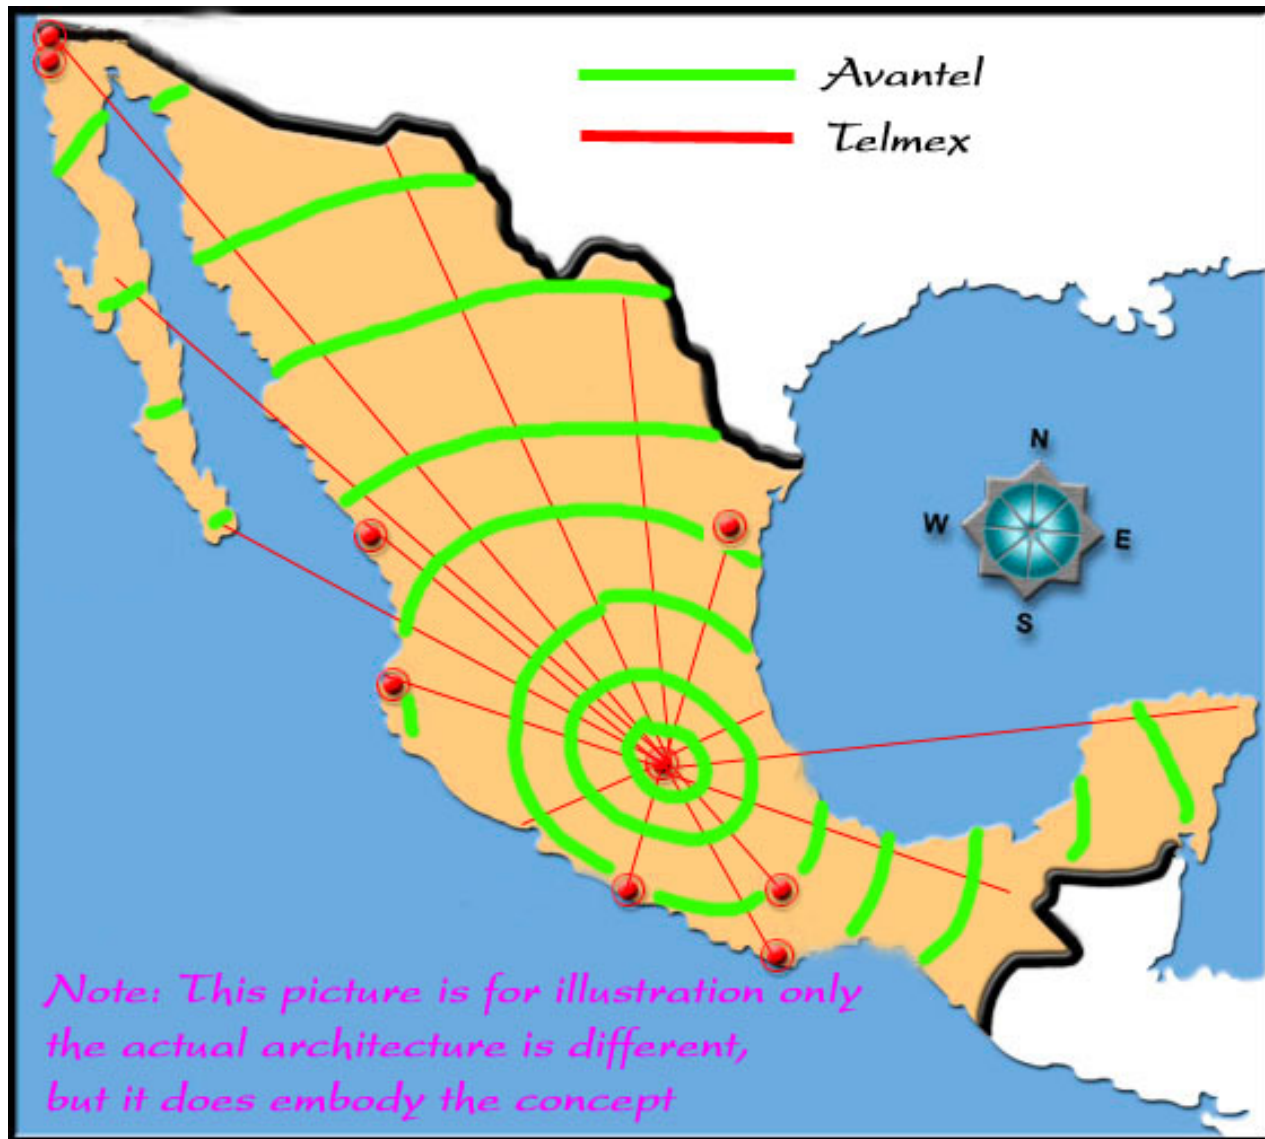 Avantel
Telmex
N
W
E
S
Note: This picture is for illustration only
the actual architecture is different,
but it does embody the concept